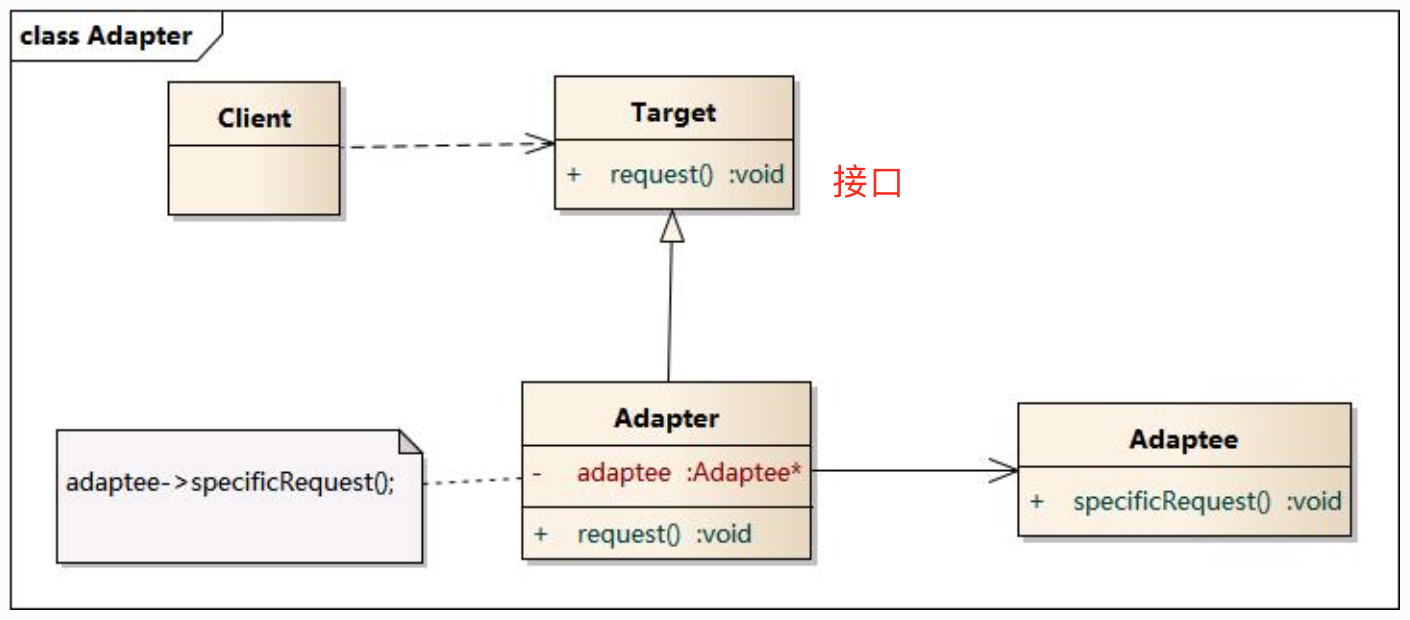 class Adapter
Client
Target
+ request() :void
接口
Adapter
- adaptee :Adaptee*
+ request() :void
adaptee->specificRequest();
Adaptee
+ specificRequest() :void